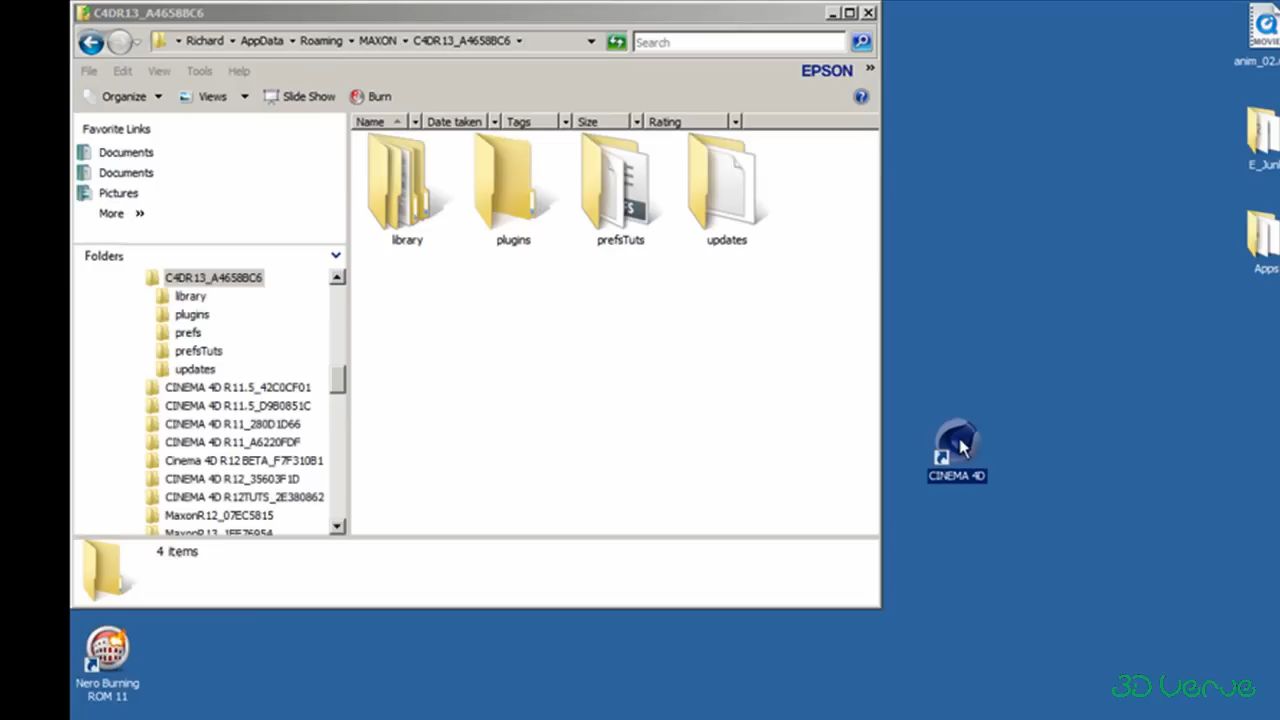 C4DR13_A4658BC6
Richard AppData Roaming MAXON C4DR13_A4658BC6 Search
File Edit View Tools Help EPSON
Organize Views Slide Show Burn
Favorite Links
Documents
Documents
Pictures
More
Name Date taken Tags Size Rating
library plugins prefsTuts updates
Folders
C4DR13_A4658BC6
library
plugins
prefs
prefsTuts
updates
CINEMA 4D R11.5_42C0CF01
CINEMA 4D R11.5_D9B0851C
CINEMA 4D R11_280D1D66
CINEMA 4D R11_A6220FDF
Cinema 4D R12 BETA_F7F310B1
CINEMA 4D R12_35603F1D
CINEMA 4D R12TUTS_2E380862
MaxonR12_07EC5815
MaxonR13_1EE76954
4 items
MOVIE
anim_02.
E_Jun
Apps
CINEMA 4D
Nero Burning
ROM 11
3D Verve